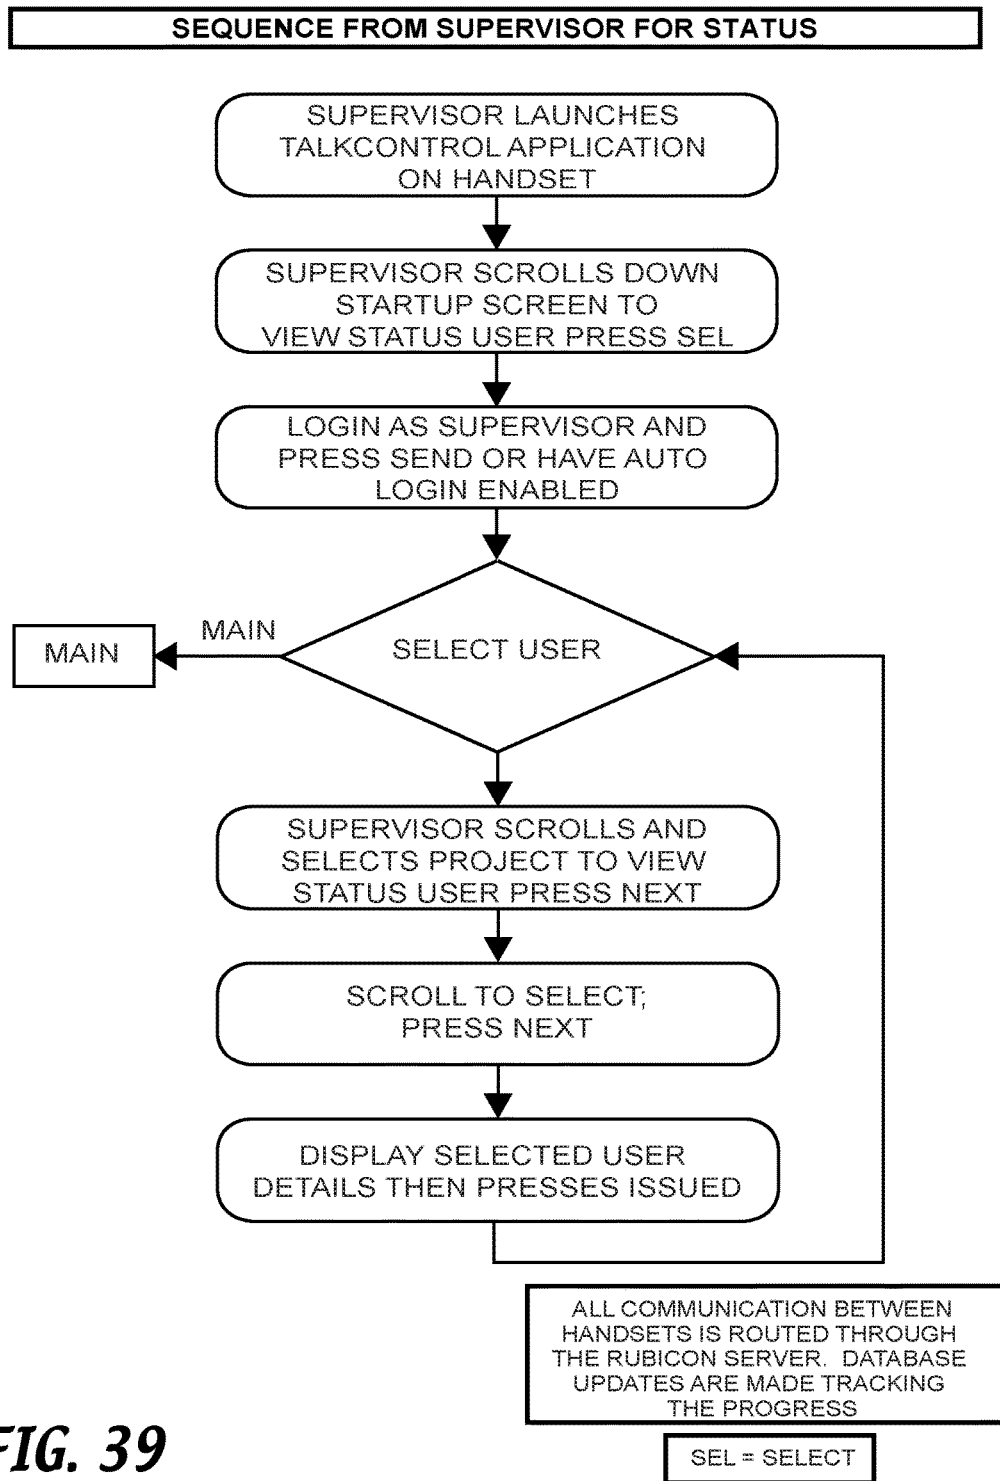 SEQUENCE FROM SUPERVISOR FOR STATUS
SUPERVISOR LAUNCHES
TALKCONTROL APPLICATION
ON HANDSET
SUPERVISOR SCROLLS DOWN
STARTUP SCREEN TO
VIEW STATUS USER PRESS SEL
LOGIN AS SUPERVISOR AND
PRESS SEND OR HAVE AUTO
LOGIN ENABLED
MAIN
MAIN
SELECT USER
SUPERVISOR SCROLLS AND
SELECTS PROJECT TO VIEW
STATUS USER PRESS NEXT
SCROLL TO SELECT;
PRESS NEXT
DISPLAY SELECTED USER
DETAILS THEN PRESSES ISSUED
ALL COMMUNICATION BETWEEN
HANDSETS IS ROUTED THROUGH
THE RUBICON SERVER. DATABASE
UPDATES ARE MADE TRACKING
THE PROGRESS
SEL = SELECT
FIG. 39